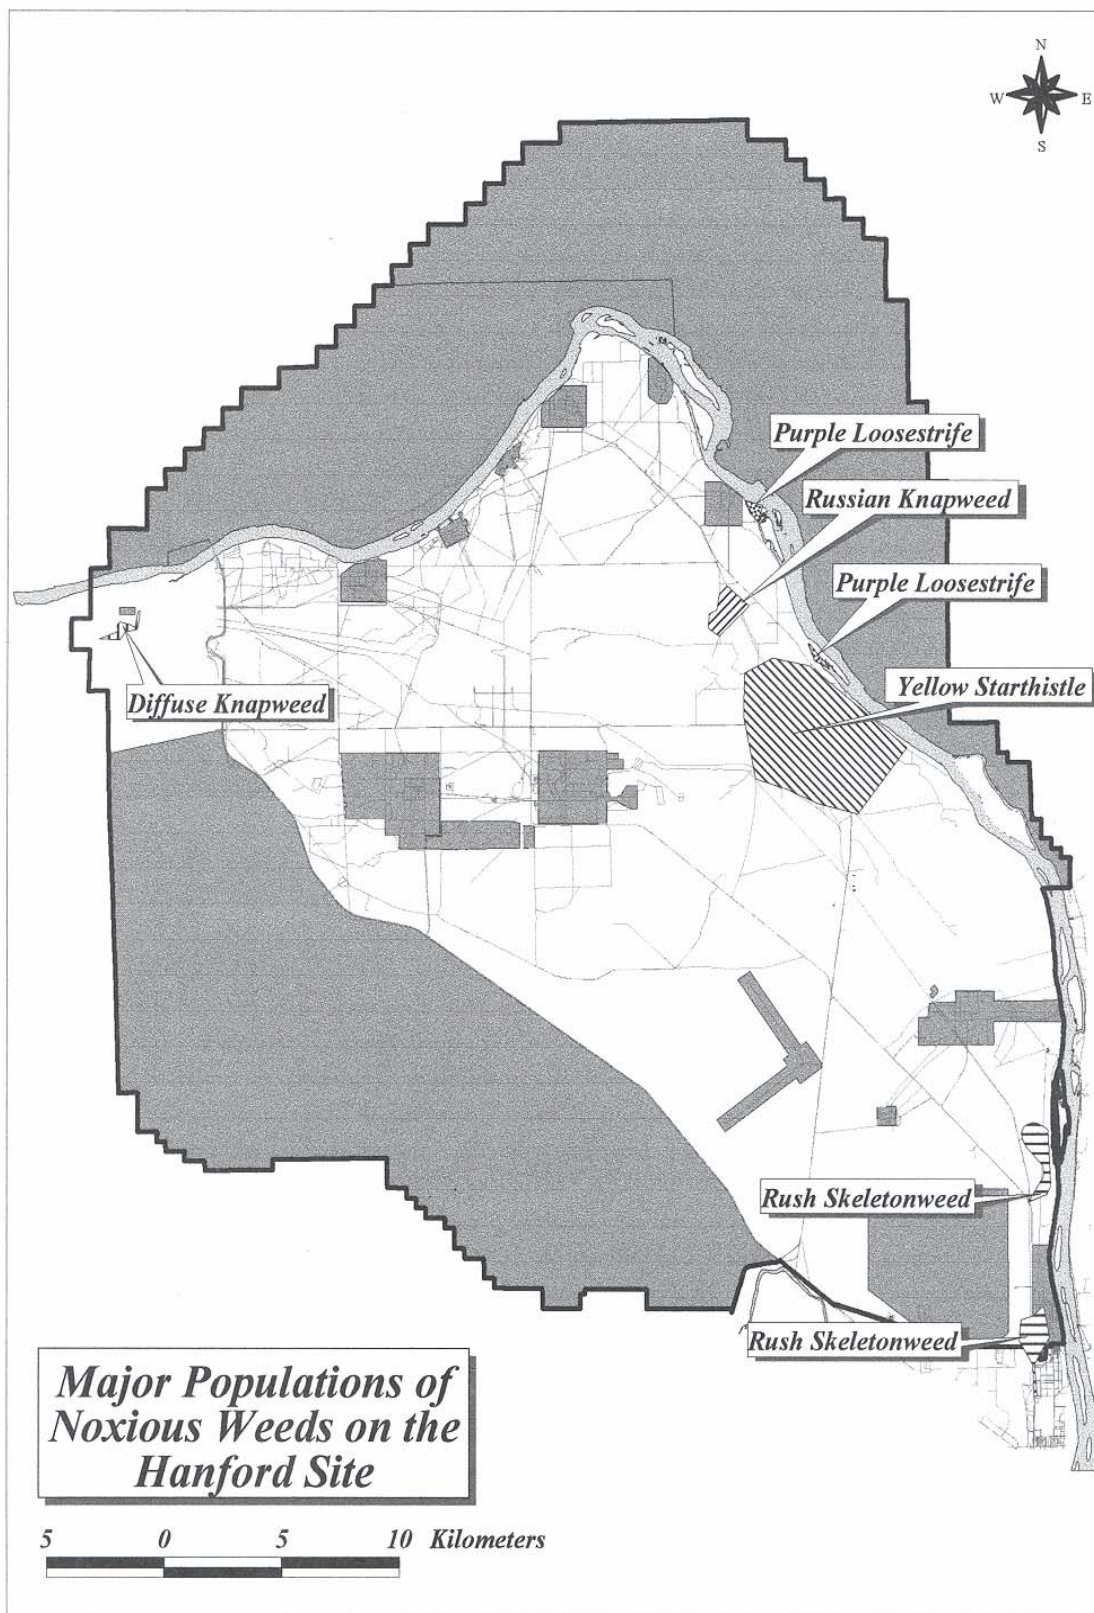 N
W E
S
Purple Loosestrife
Russian Knapweed
Purple Loosestrife
Yellow Starthistle
Diffuse Knapweed
Rush Skeletonweed
Rush Skeletonweed
Major Populations of
Noxious Weeds on the
Hanford Site
5 0 5 10 Kilometers